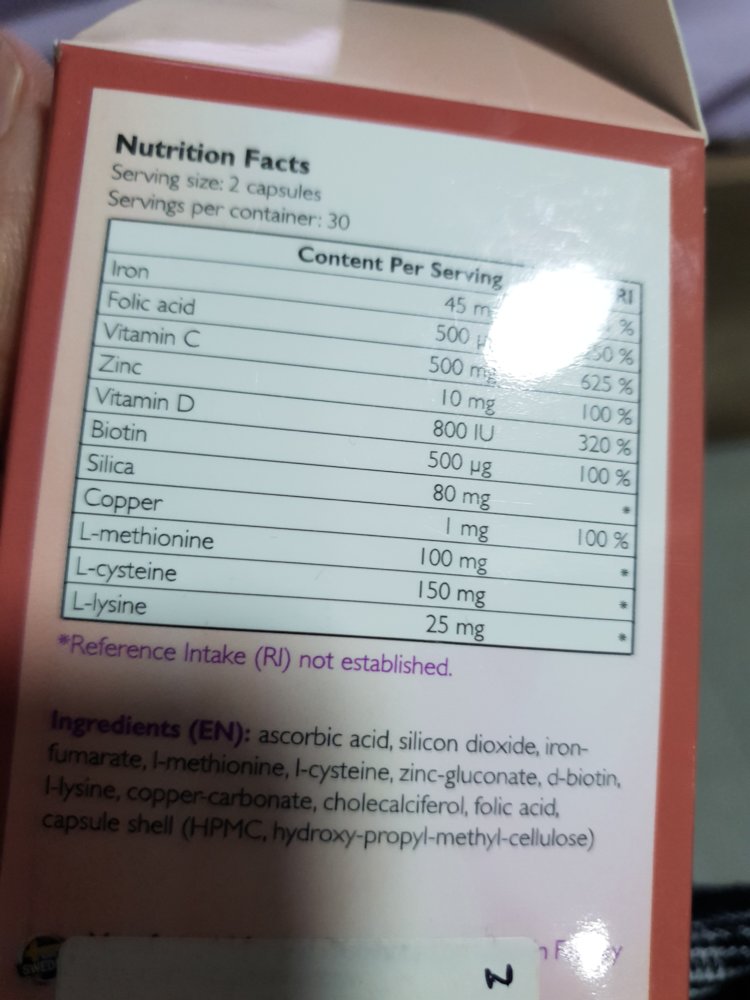 Nutrition Facts
Serving size: 2 capsules
Servings per container: 30
Content Per Serving RI
Iron 45 %
Folic acid 500 50 %
Vitamin C 500 mg 625 %
Zinc 10 mg 100 %
Vitamin D 800 IU 320 %
Biotin 500 µg 100 %
Silica 80 mg *
Copper 1 mg 100 %
L-methionine 100 mg *
L-cysteine 150 mg *
L-lysine 25 mg *
*Reference Intake (RI) not established.
Ingredients (EN): ascorbic acid, silicon dioxide, iron-
fumarate, l-methionine, l-cysteine, zinc-gluconate, d-biotin,
l-lysine, copper-carbonate, cholecalciferol, folic acid,
capsule shell (HPMC, hydroxy-propyl-methyl-cellulose)
SWED
N